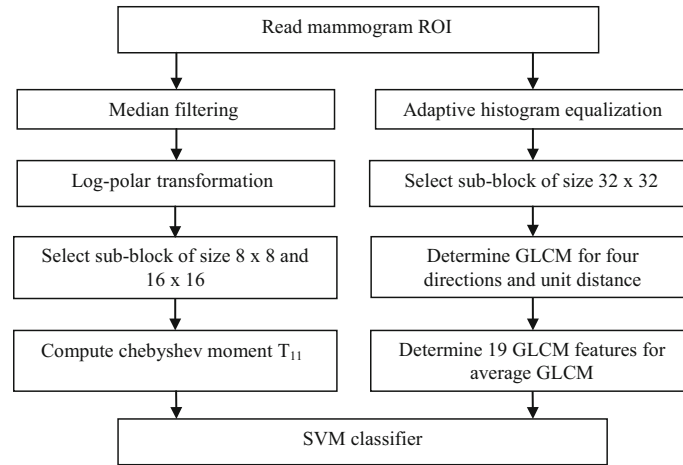 Read mammogram ROI
Median filtering
Adaptive histogram equalization
Log-polar transformation
Select sub-block of size 32 x 32
Select sub-block of size 8 x 8 and
16 x 16
Determine GLCM for four
directions and unit distance
Compute chebyshev moment T₁₁
Determine 19 GLCM features for
average GLCM
SVM classifier